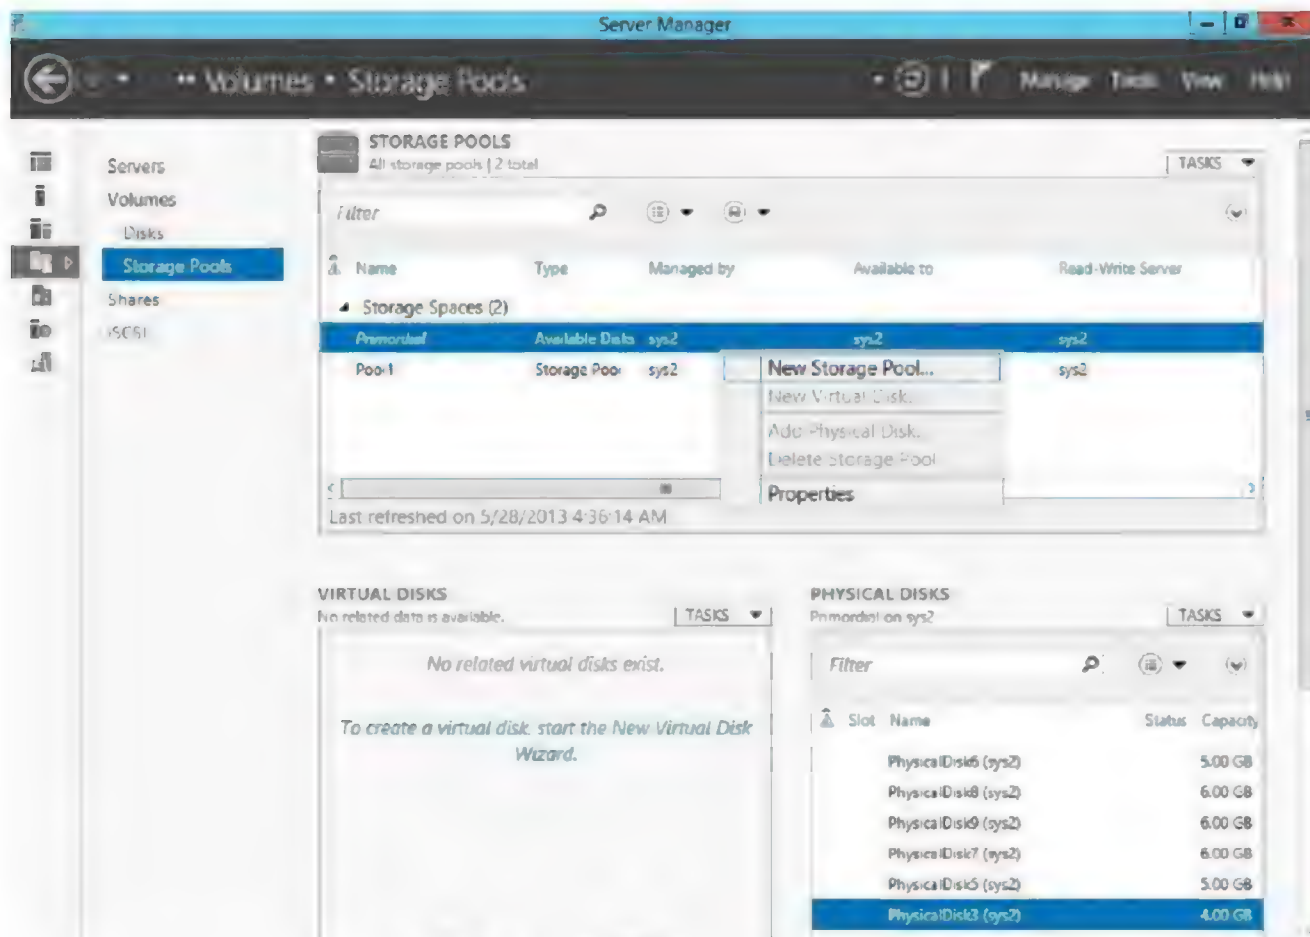 Server Manager
•• Volumes • Storage Pools
Manage Tools View Help
Servers
Volumes
Disks
Storage Pools
Shares
iSCSI
STORAGE POOLS
All storage pools | 2 total
TASKS
Filter
Name Type Managed by Available to Read-Write Server
Storage Spaces (2)
Primordial Available Disks sys2 sys2 sys2
Pool1 Storage Pool sys2 sys2
New Storage Pool...
New Virtual Disk...
Add Physical Disk...
Delete Storage Pool
Properties
Last refreshed on 5/28/2013 4:36:14 AM
VIRTUAL DISKS
No related data is available.
TASKS
No related virtual disks exist.
To create a virtual disk, start the New Virtual Disk
Wizard.
PHYSICAL DISKS
Primordial on sys2
TASKS
Filter
Slot Name Status Capacity
PhysicalDisk6 (sys2) 5.00 GB
PhysicalDisk8 (sys2) 6.00 GB
PhysicalDisk9 (sys2) 6.00 GB
PhysicalDisk7 (sys2) 6.00 GB
PhysicalDisk5 (sys2) 5.00 GB
PhysicalDisk3 (sys2) 4.00 GB